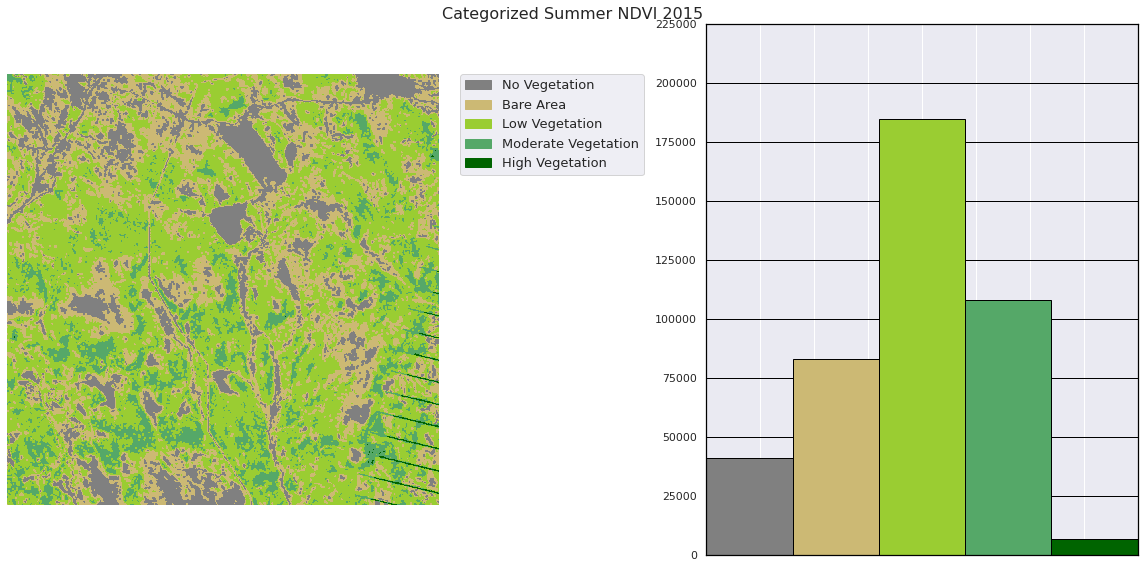 Categorized Summer NDVI 2015
No Vegetation
Bare Area
Low Vegetation
Moderate Vegetation
High Vegetation
225000
200000
175000
150000
125000
100000
75000
50000
25000
0